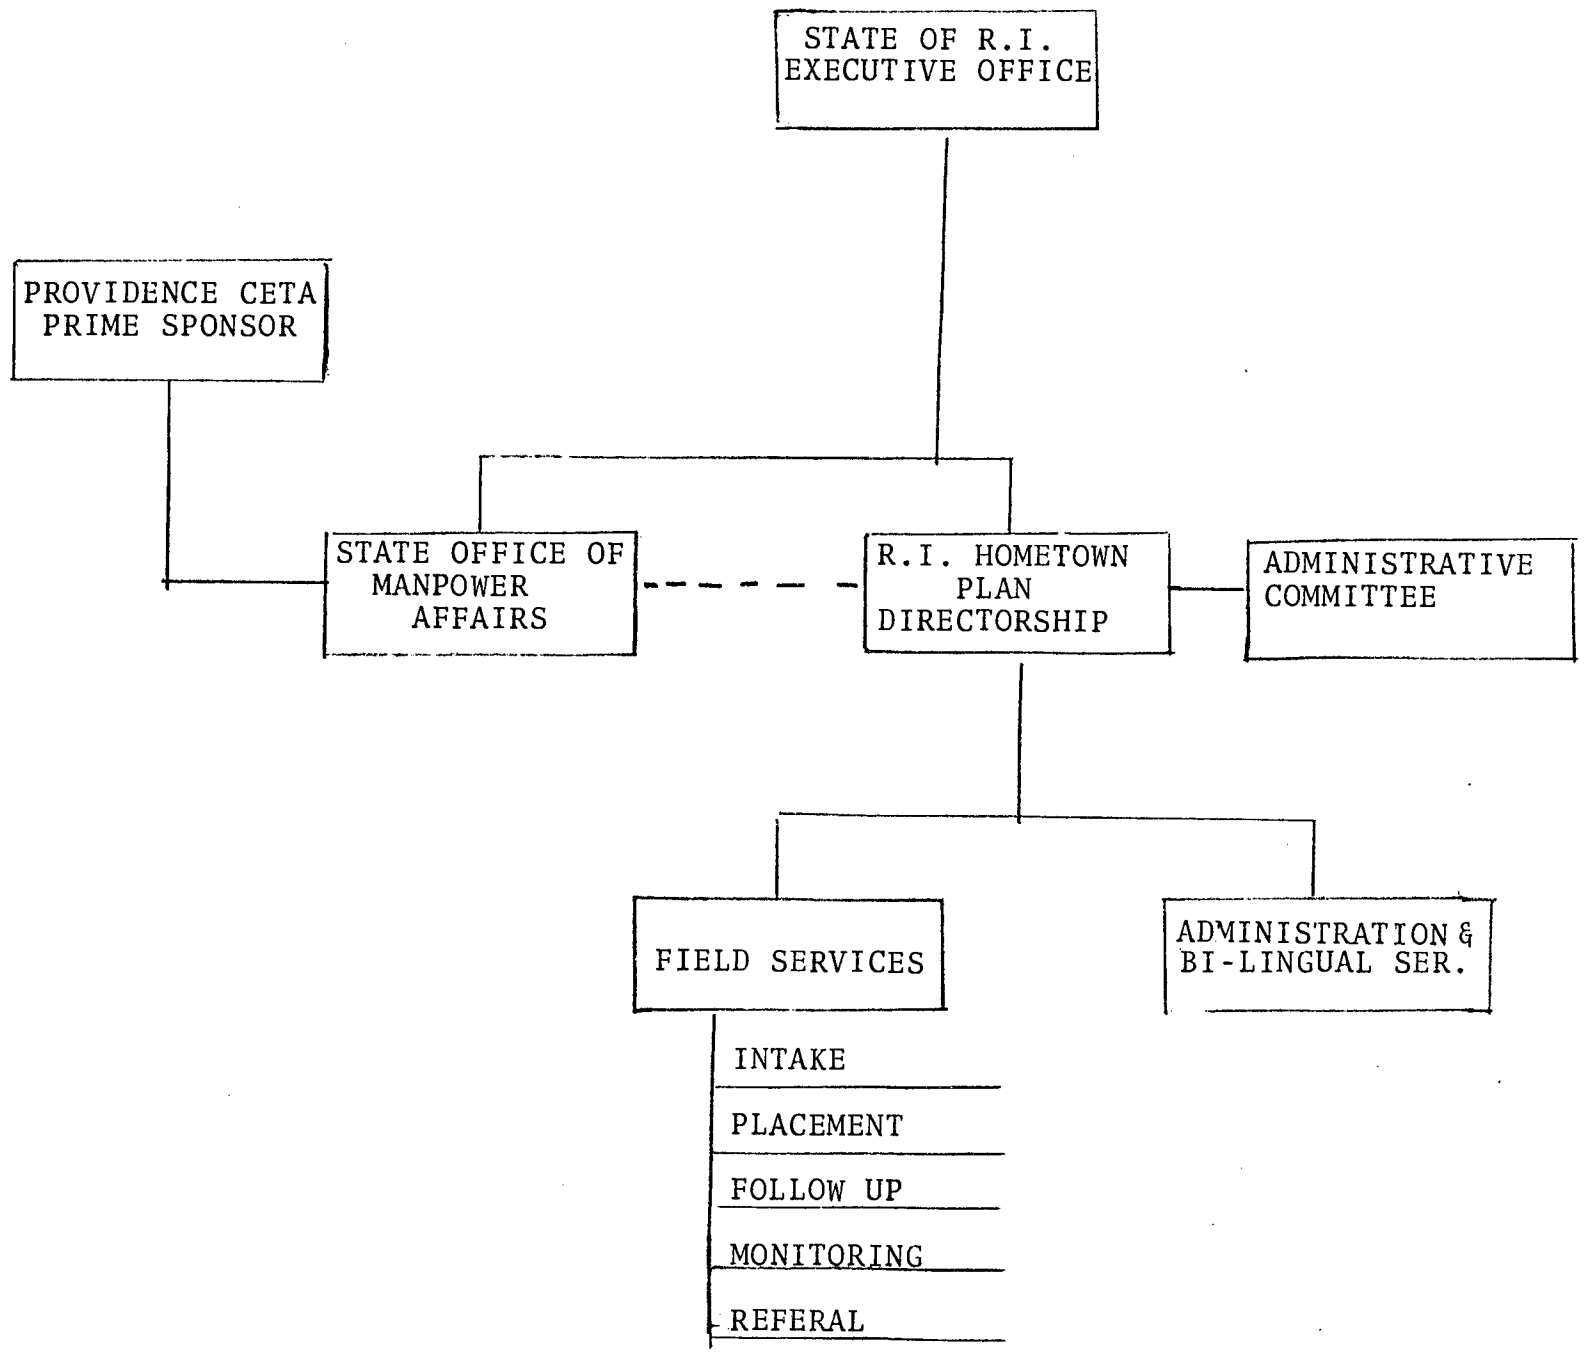 STATE OF R.I.
EXECUTIVE OFFICE
PROVIDENCE CETA
PRIME SPONSOR
STATE OFFICE OF
MANPOWER
AFFAIRS
R.I. HOMETOWN
PLAN
DIRECTORSHIP
ADMINISTRATIVE
COMMITTEE
FIELD SERVICES
ADMINISTRATION &
BI-LINGUAL SER.
INTAKE
PLACEMENT
FOLLOW UP
MONITORING
REFERAL